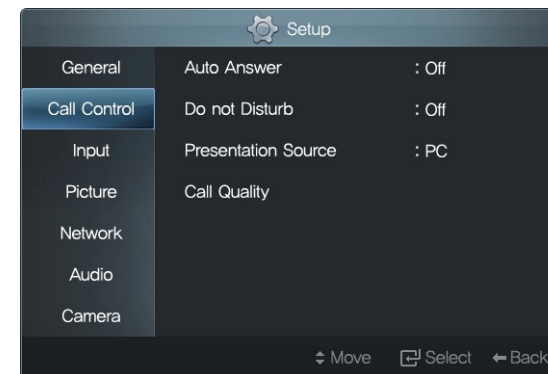 Setup
General
Auto Answer : Off
Call Control
Do not Disturb : Off
Input
Presentation Source : PC
Picture
Call Quality
Network
Audio
Camera
Move Select Back